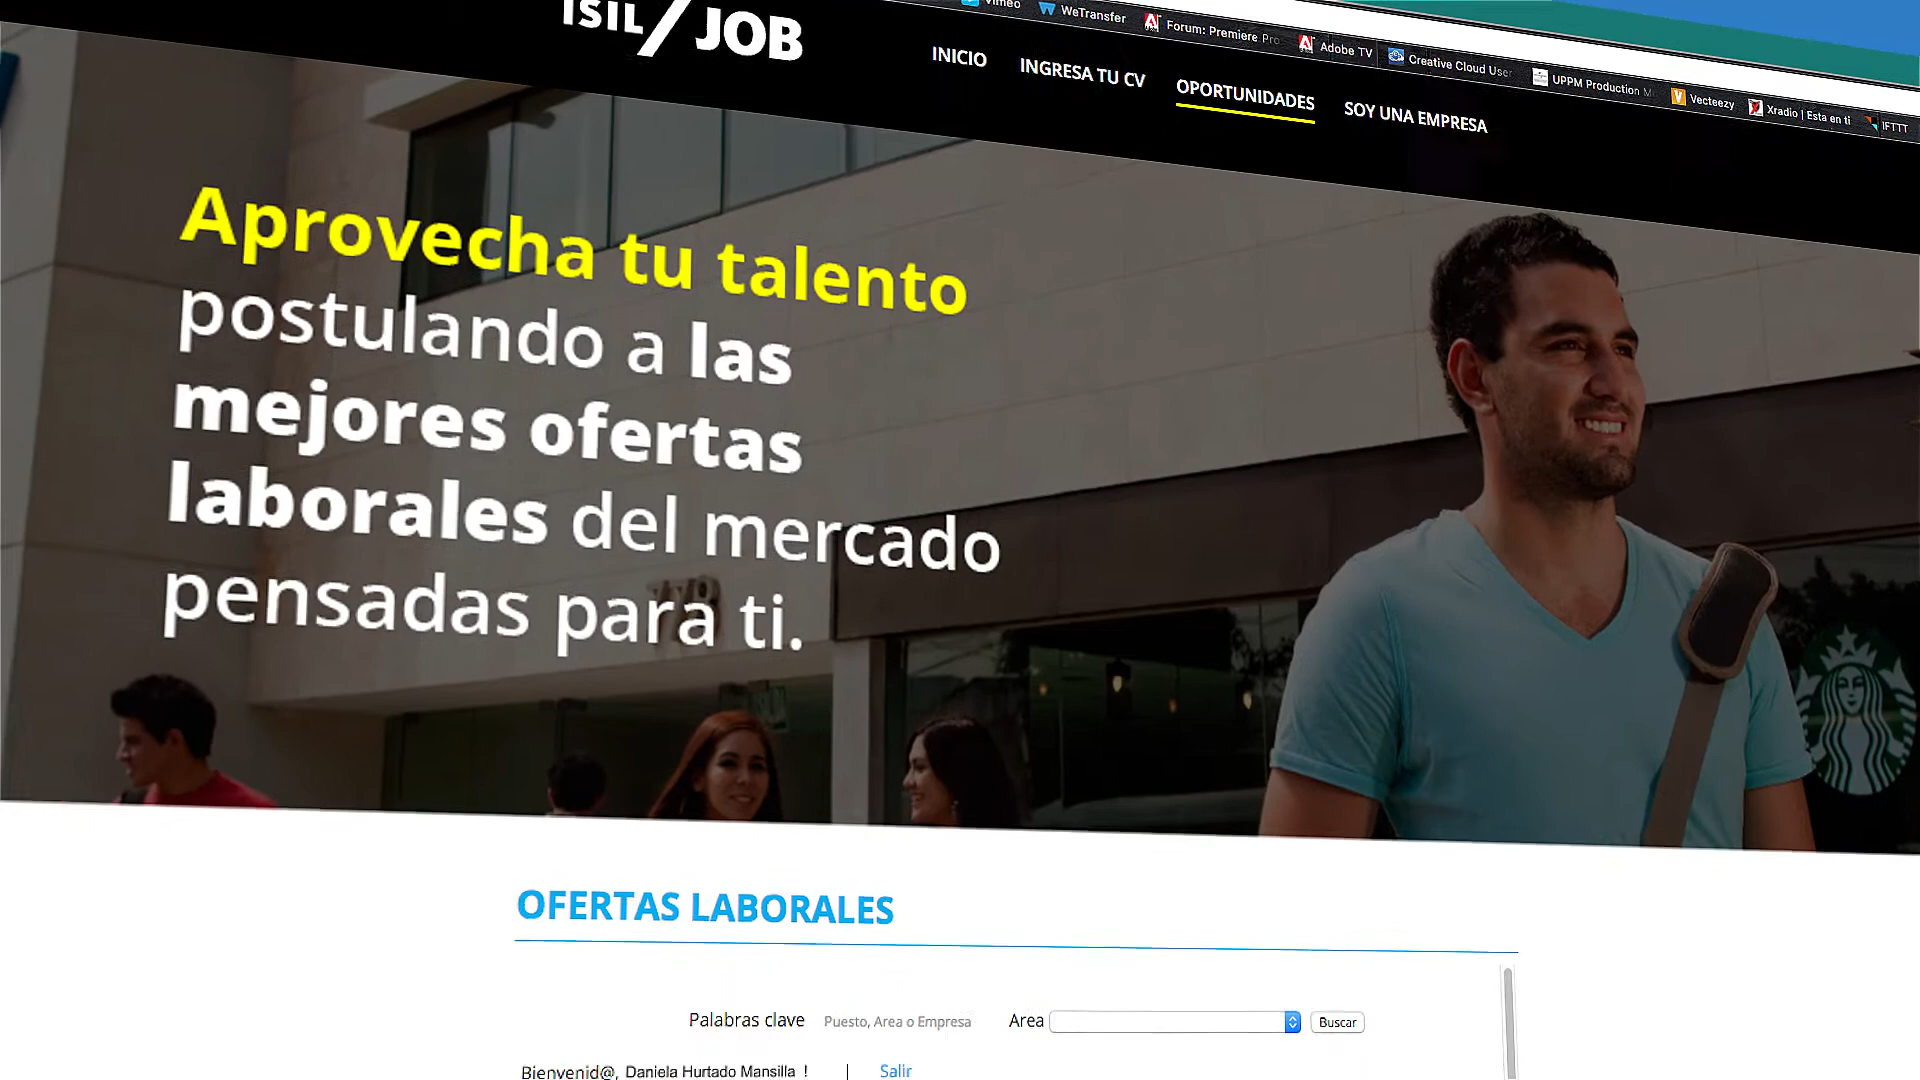 Vimeo
WeTransfer
Forum: Premiere Pro
Adobe TV
Creative Cloud User
UPPM Production
Vecteezy
Xradio | Esta en ti
IFTTT
ISIL/JOB
INICIO
INGRESA TU CV
OPORTUNIDADES
SOY UNA EMPRESA
Aprovecha tu talento
postulando a las
mejores ofertas
laborales del mercado
pensadas para ti.
OFERTAS LABORALES
Palabras clave
Puesto, Area o Empresa
Area
Buscar
Bienvenid@, Daniela Hurtado Mansilla !
|
Salir